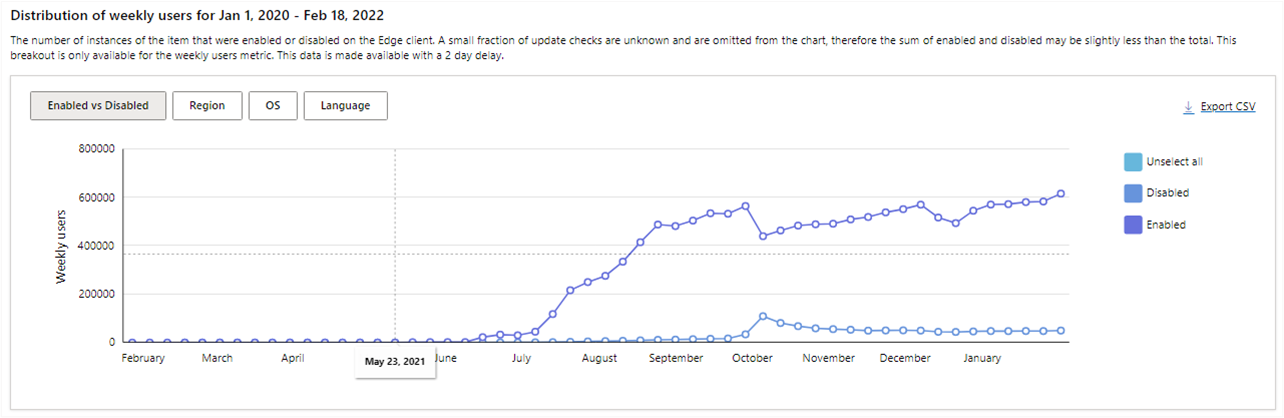 Distribution of weekly users for Jan 1, 2020 - Feb 18, 2022
The number of instances of the item that were enabled or disabled on the Edge client. A small fraction of update checks are unknown and are omitted from the chart, therefore the sum of enabled and disabled may be slightly less than the total. This
breakout is only available for the weekly users metric. This data is made available with a 2 day delay.
Enabled vs Disabled Region OS Language
Export CSV
800000
600000
400000
200000
0
Weekly users
Unselect all
Disabled
Enabled
February March April June July August September October November December January
May 23, 2021